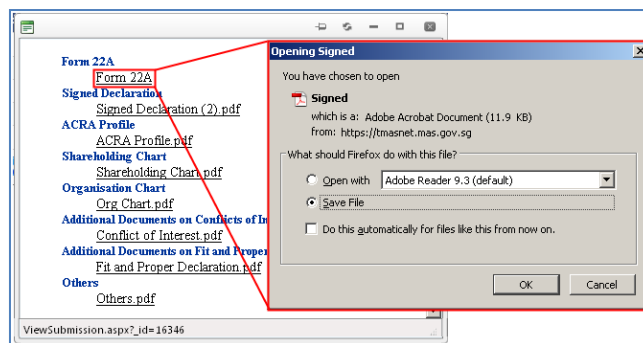 Form 22A
Form 22A
Signed Declaration
Signed Declaration (2).pdf
ACRA Profile
ACRA Profile.pdf
Shareholding Chart
Shareholding Chart.pdf
Organisation Chart
Org Chart.pdf
Additional Documents on Conflicts of In
Conflict of Interest.pdf
Additional Documents on Fit and Proper
Fit and Proper Declaration.pdf
Others
Others.pdf
ViewSubmission.aspx?_id=16346
Opening Signed
You have chosen to open
Signed
which is a: Adobe Acrobat Document (11.9 KB)
from: https://tmasnet.mas.gov.sg
What should Firefox do with this file?
Open with Adobe Reader 9.3 (default)
Save File
Do this automatically for files like this from now on.
OK Cancel